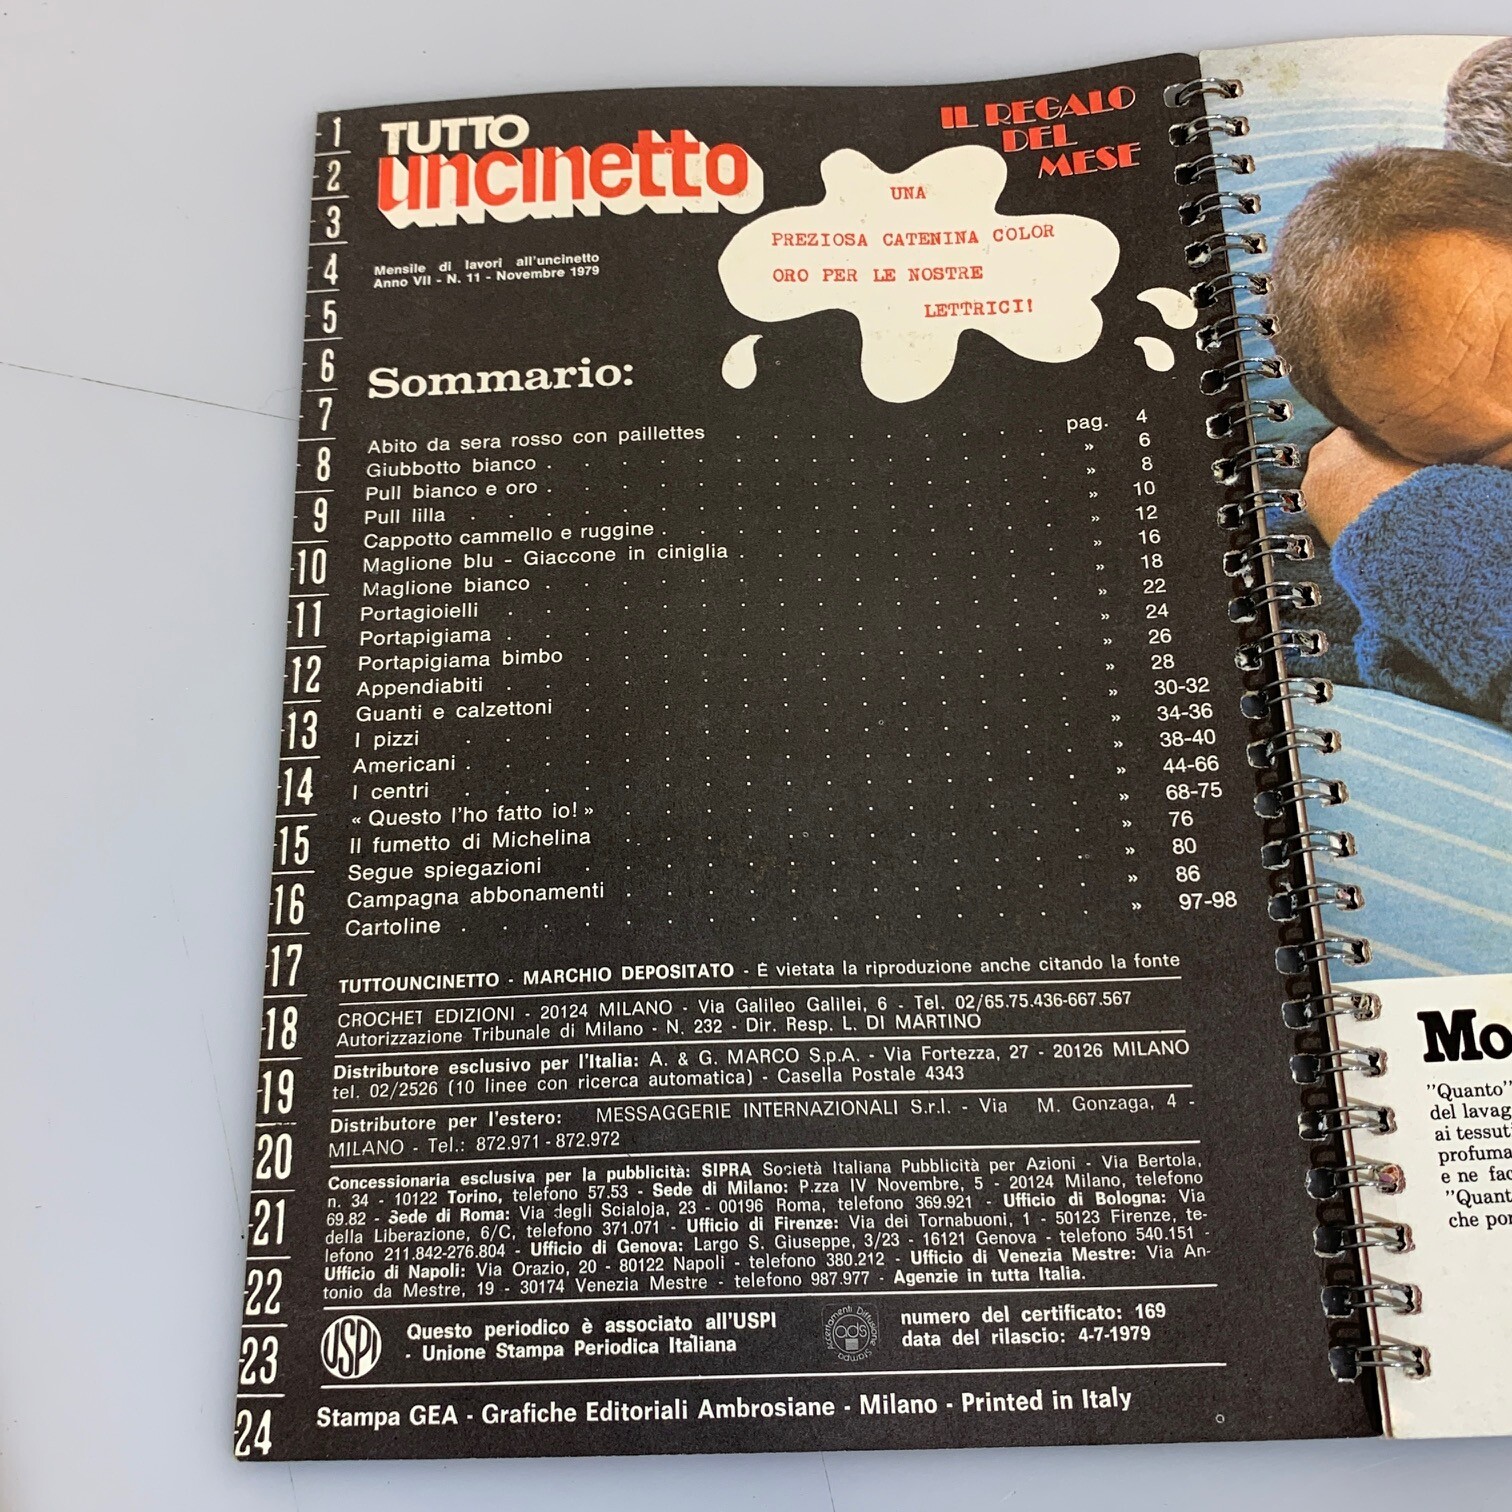 TUTTO
uncinetto
Mensile di lavori all'uncinetto
Anno VII - N. 11 - Novembre 1979
IL REGALO
DEL
MESE
UNA
PREZIOSA CATENINA COLOR
ORO PER LE NOSTRE
LETTRICI!
Sommario:
Abito da sera rosso con paillettes . . . . . . . . . pag. 4
Giubbotto bianco . . . . . . . . . . . . . » 6
Pull bianco e oro . . . . . . . . . . . . . » 8
Pull lilla . . . . . . . . . . . . . . . » 10
Cappotto cammello e ruggine . . . . . . . . . . » 12
Maglione blu - Giaccone in ciniglia . . . . . . . . . » 16
Maglione bianco . . . . . . . . . . . . . » 18
Portagioielli . . . . . . . . . . . . . . » 22
Portapigiama . . . . . . . . . . . . . . » 24
Portapigiama bimbo . . . . . . . . . . . . » 26
Appendiabiti . . . . . . . . . . . . . . » 28
Guanti e calzettoni . . . . . . . . . . . . » 30-32
I pizzi . . . . . . . . . . . . . . . » 34-36
Americani . . . . . . . . . . . . . . . » 38-40
I centri . . . . . . . . . . . . . . . » 44-66
« Questo l'ho fatto io! » . . . . . . . . . . . » 68-75
Il fumetto di Michelina . . . . . . . . . . . » 76
Segue spiegazioni . . . . . . . . . . . . » 80
Campagna abbonamenti . . . . . . . . . . . » 86
Cartoline . . . . . . . . . . . . . . . » 97-98
TUTTOUNCINETTO - MARCHIO DEPOSITATO - È vietata la riproduzione anche citando la fonte
CROCHET EDIZIONI - 20124 MILANO - Via Galileo Galilei, 6 - Tel. 02/65.75.436-667.567
Autorizzazione Tribunale di Milano - N. 232 - Dir. Resp. L. DI MARTINO
Distributore esclusivo per l'Italia: A. & G. MARCO S.p.A. - Via Fortezza, 27 - 20126 MILANO
tel. 02/2526 (10 linee con ricerca automatica) - Casella Postale 4343
Distributore per l'estero: MESSAGGERIE INTERNAZIONALI S.r.l. - Via M. Gonzaga, 4 -
MILANO - Tel.: 872.971 - 872.972
Concessionaria esclusiva per la pubblicità: SIPRA Società Italiana Pubblicità per Azioni - Via Bertola,
n. 34 - 10122 Torino, telefono 57.53 - Sede di Milano: P.zza IV Novembre, 5 - 20124 Milano, telefono
69.82 - Sede di Roma: Via degli Scialoja, 23 - 00196 Roma, telefono 369.921 - Ufficio di Bologna: Via
della Liberazione, 6/C, telefono 371.071 - Ufficio di Firenze: Via dei Tornabuoni, 1 - 50123 Firenze, te-
lefono 211.842-276.804 - Ufficio di Genova: Largo S. Giuseppe, 3/23 - 16121 Genova - telefono 540.151 -
Ufficio di Napoli: Via Orazio, 20 - 80122 Napoli - telefono 380.212 - Ufficio di Venezia Mestre: Via An-
tonio da Mestre, 19 - 30174 Venezia Mestre - telefono 987.977 - Agenzie in tutta Italia.
USPI
Questo periodico è associato all'USPI
- Unione Stampa Periodica Italiana
Accertamenti Diffusione Stampa
ads
numero del certificato: 169
data del rilascio: 4-7-1979
Stampa GEA - Grafiche Editoriali Ambrosiane - Milano - Printed in Italy
1
2
3
4
5
6
7
8
9
10
11
12
13
14
15
16
17
18
19
20
21
22
23
24
Mo
"Quanto"
del lavag
ai tessut
profuma
e ne fac
"Quant
che por